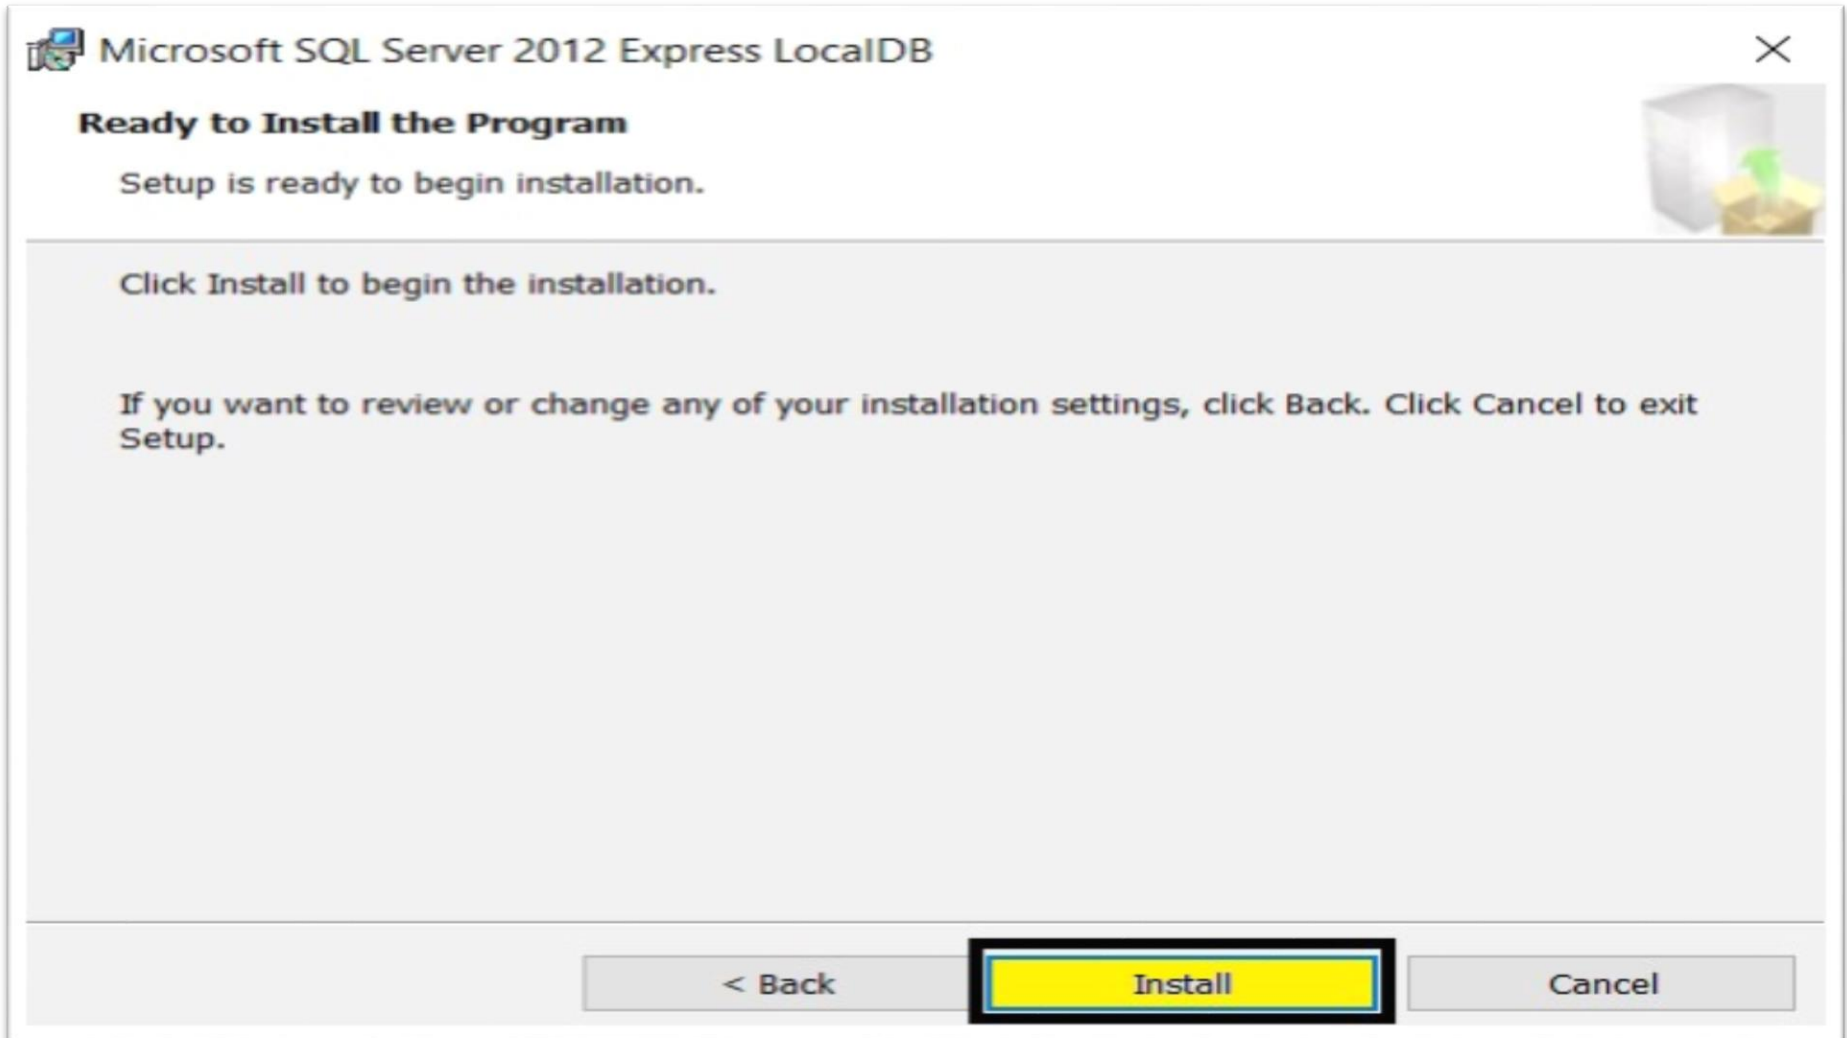 Microsoft SQL Server 2012 Express LocalDB
Ready to Install the Program
Setup is ready to begin installation.
Click Install to begin the installation.
If you want to review or change any of your installation settings, click Back. Click Cancel to exit
Setup.
< Back
Install
Cancel